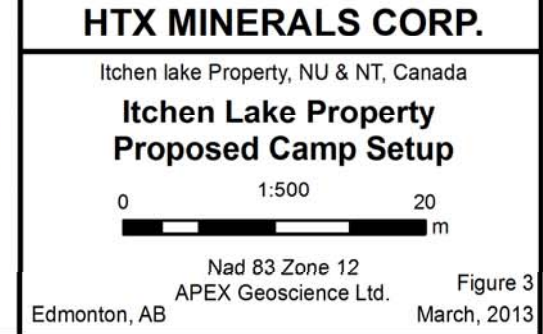 HTX MINERALS CORP.
Itchen lake Property, NU & NT, Canada
Itchen Lake Property
Proposed Camp Setup
1:500
0 20
m
Nad 83 Zone 12
APEX Geoscience Ltd.
Figure 3
Edmonton, AB March, 2013